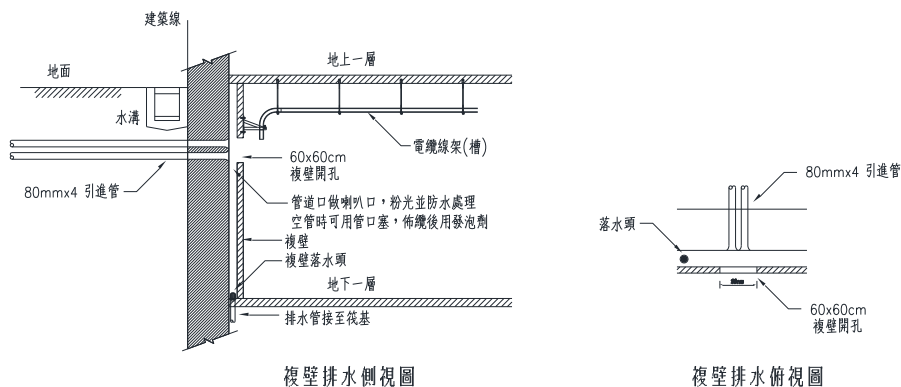 建築線
地面
水溝
地上一層
電纜線架(槽)
60x60cm
複壁開孔
80mmx4 引進管
管道口做喇叭口，粉光並防水處理
空管時可用管口塞，佈纜後用發泡劑
複壁
複壁落水頭
地下一層
排水管接至筏基
複壁排水側視圖
80mmx4 引進管
落水頭
60x60cm
複壁開孔
複壁排水俯視圖